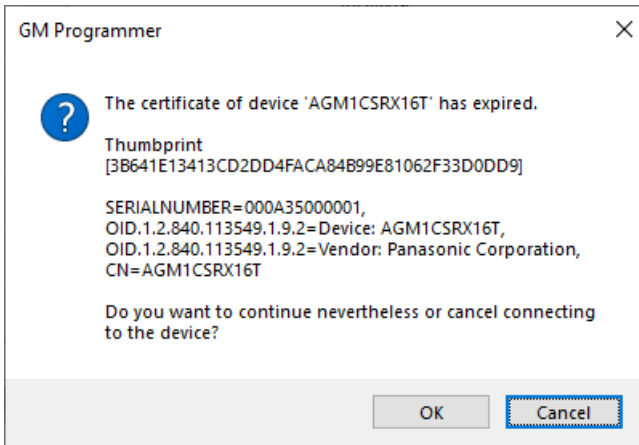 GM Programmer
The certificate of device 'AGM1CSRX16T' has expired.
Thumbprint
[3B641E13413CD2DD4FACA84B99E81062F33D0DD9]
SERIALNUMBER=000A35000001,
OID.1.2.840.113549.1.9.2=Device: AGM1CSRX16T,
OID.1.2.840.113549.1.9.2=Vendor: Panasonic Corporation,
CN=AGM1CSRX16T
Do you want to continue nevertheless or cancel connecting
to the device?
OK
Cancel